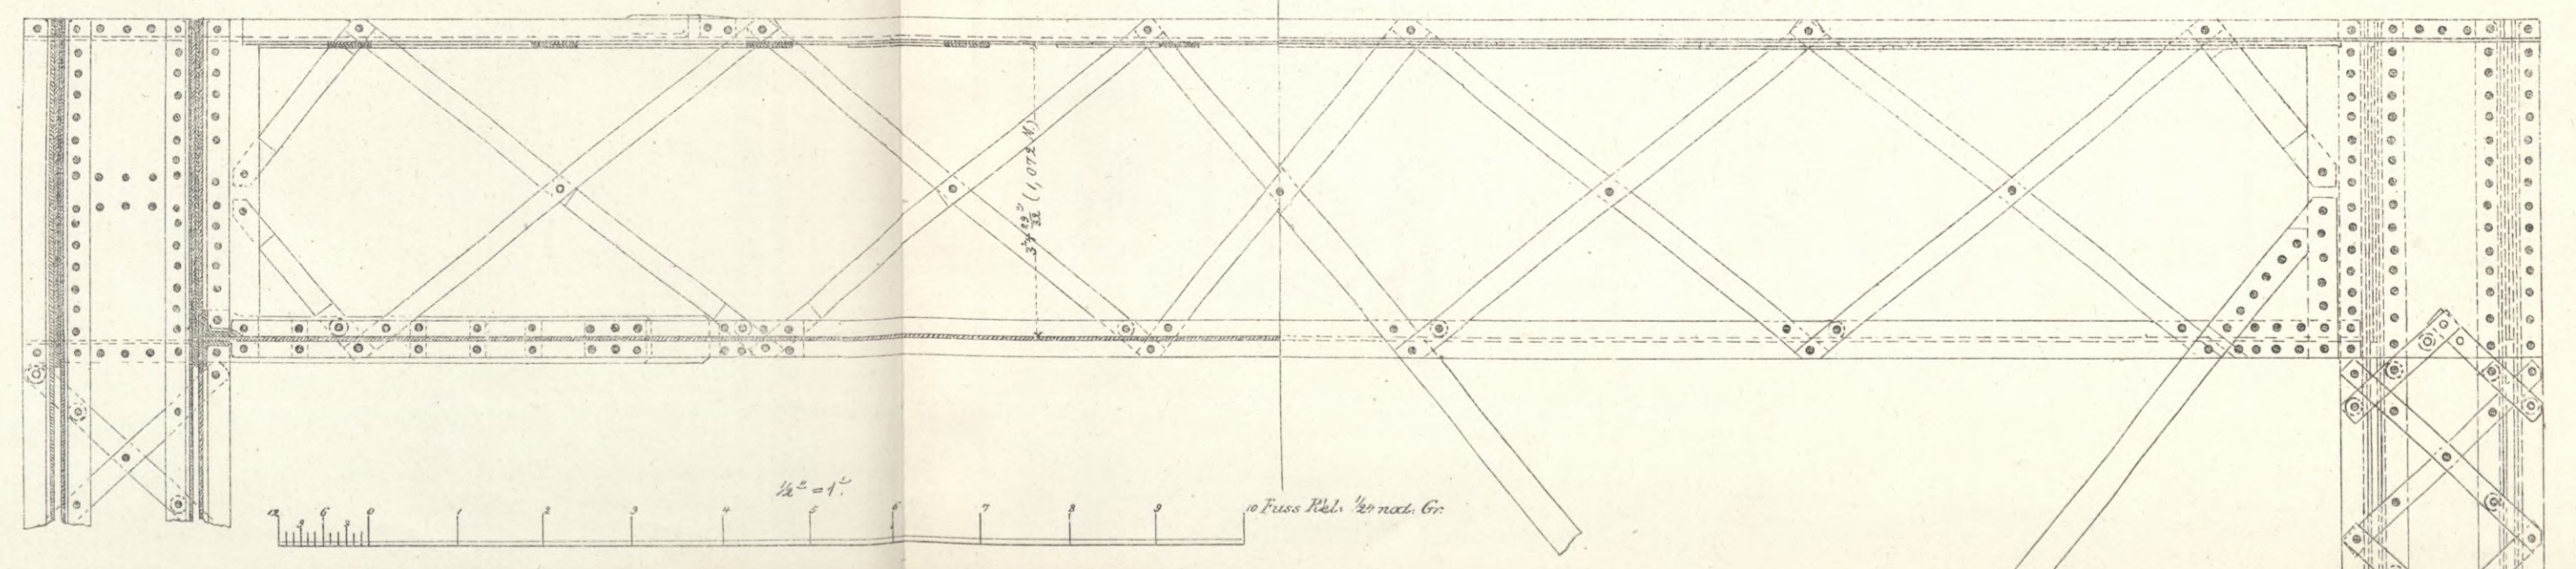 3' 4 29/32" (1,072 M.)
1/2" = 1'.
12 9 6 3 0 1 2 3 4 5 6 7 8 9 10 Fuss Rhl. 1/24 nat. Gr.